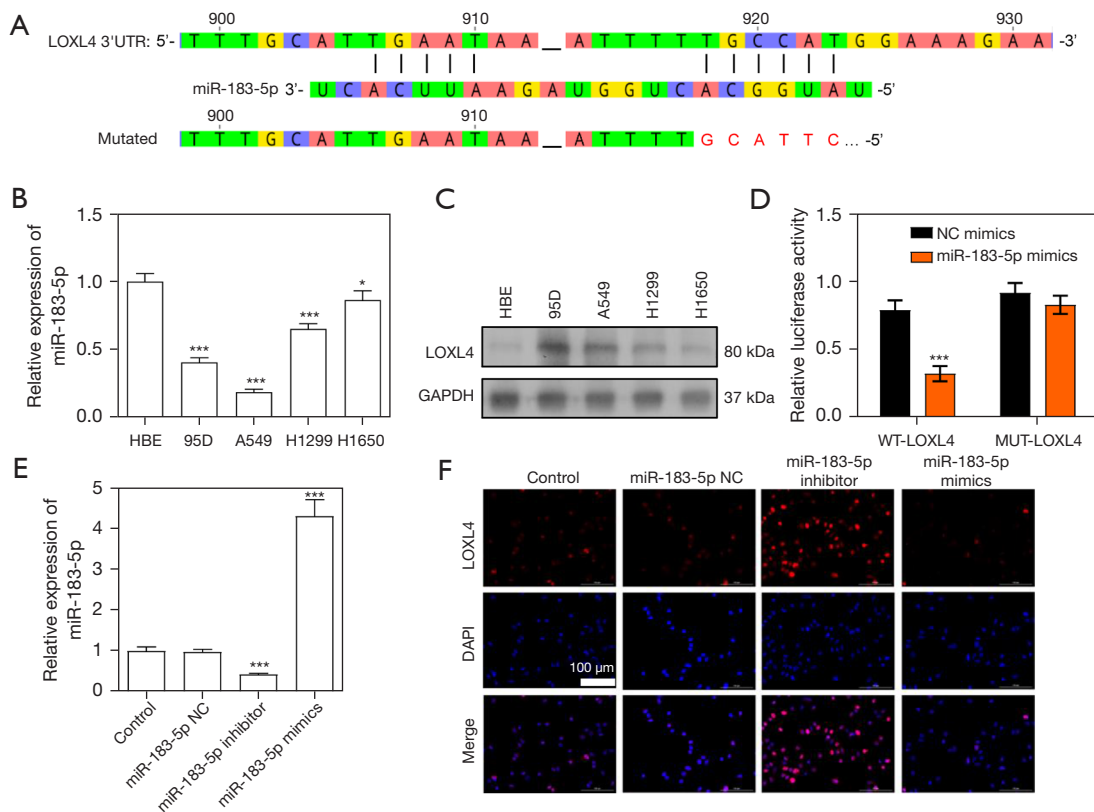 A
900 910 920 930
LOXL4 3'UTR: 5'- T T T G C A T T G A A T A A _ A T T T T T G C C A T G G A A A G A A -3'
miR-183-5p 3'- U C A C U U A A G A U G G U C A C G G U A U -5'
900 910
Mutated T T T G C A T T G A A T A A _ A T T T T G C A T T C ... -5'
B
Relative expression of
miR-183-5p
1.5
1.0
0.5
0.0
*** *** *** *
HBE 95D A549 H1299 H1650
C
HBE 95D A549 H1299 H1650
LOXL4 80 kDa
GAPDH 37 kDa
D
Relative luciferase activity
1.5
1.0
0.5
0.0
NC mimics
miR-183-5p mimics
***
WT-LOXL4 MUT-LOXL4
E
Relative expression of
miR-183-5p
5
4
3
2
1
0
*** ***
Control miR-183-5p NC miR-183-5p inhibitor miR-183-5p mimics
F
Control miR-183-5p NC miR-183-5p inhibitor miR-183-5p mimics
LOXL4
DAPI
100 µm
Merge